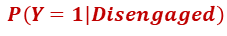 P(Y = 1|Disengaged)